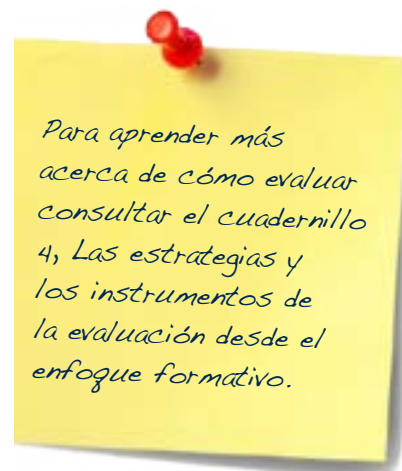 Para aprender más
acerca de cómo evaluar
consultar el cuadernillo
4, Las estrategias y
los instrumentos de
la evaluación desde el
enfoque formativo.